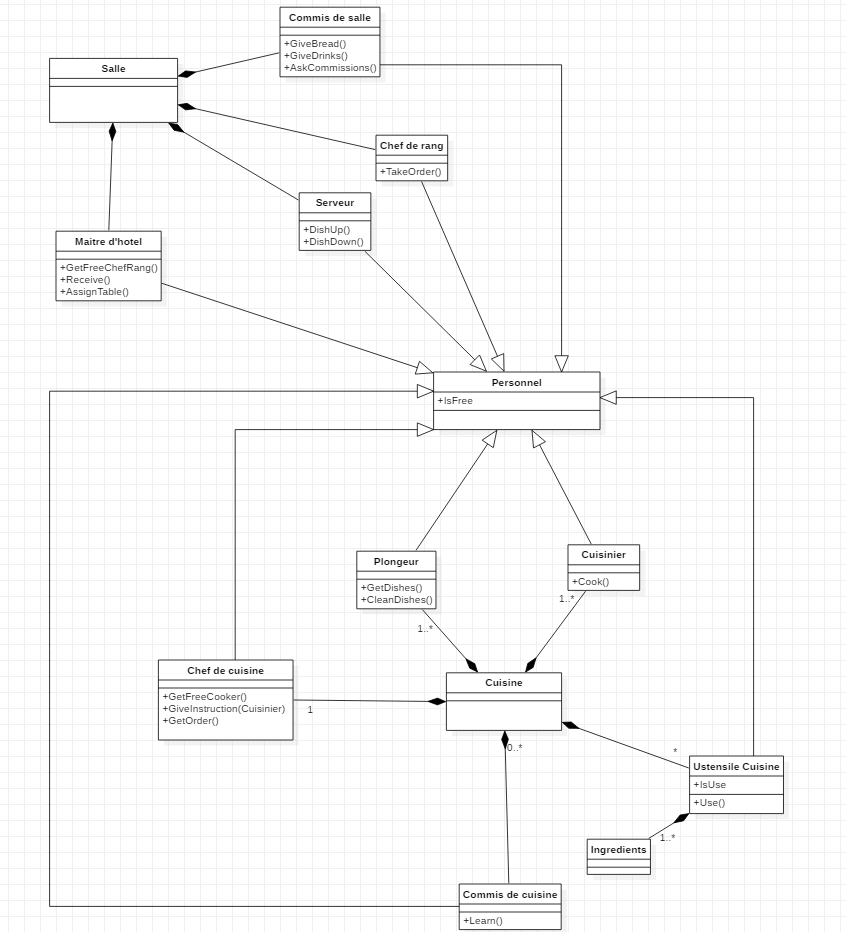 Commis de salle
+GiveBread()
+GiveDrinks()
+AskCommissions()
Salle
Chef de rang
+TakeOrder()
Serveur
+DishUp()
+DishDown()
Maitre d'hotel
+GetFreeChefRang()
+Receive()
+AssignTable()
Personnel
+IsFree
Plongeur
+GetDishes()
+CleanDishes()
1..*
Cuisinier
+Cook()
1..*
Chef de cuisine
+GetFreeCooker()
+GiveInstruction(Cuisinier)
+GetOrder()
1
Cuisine
0..*
*
Ustensile Cuisine
+IsUse
+Use()
1..*
Ingredients
Commis de cuisine
+Learn()